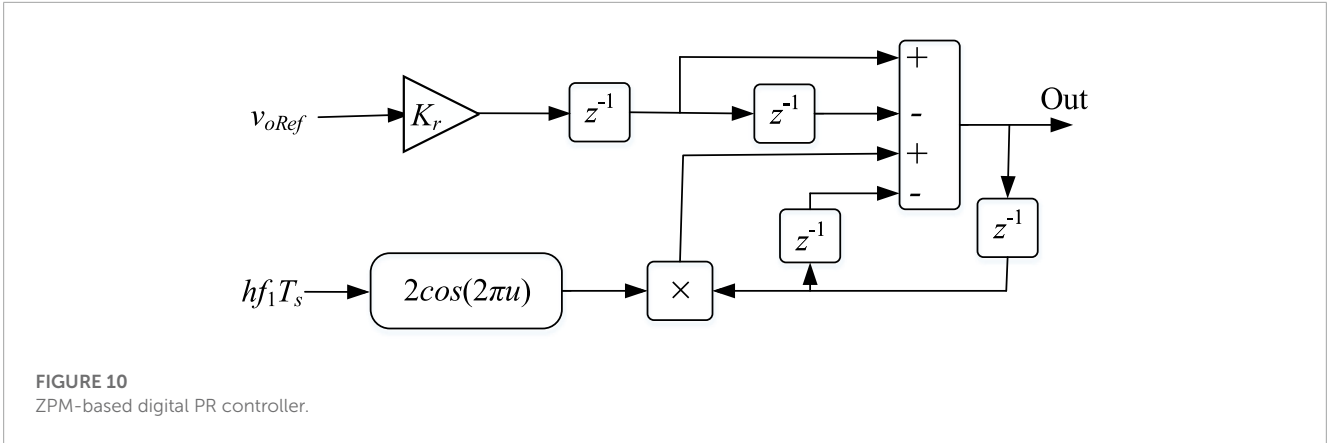 +
Out
v_oRef
K_r
z^-1
z^-1
-
+
-
z^-1
z^-1
hf_1T_s
2cos(2πu)
×
FIGURE 10
ZPM-based digital PR controller.